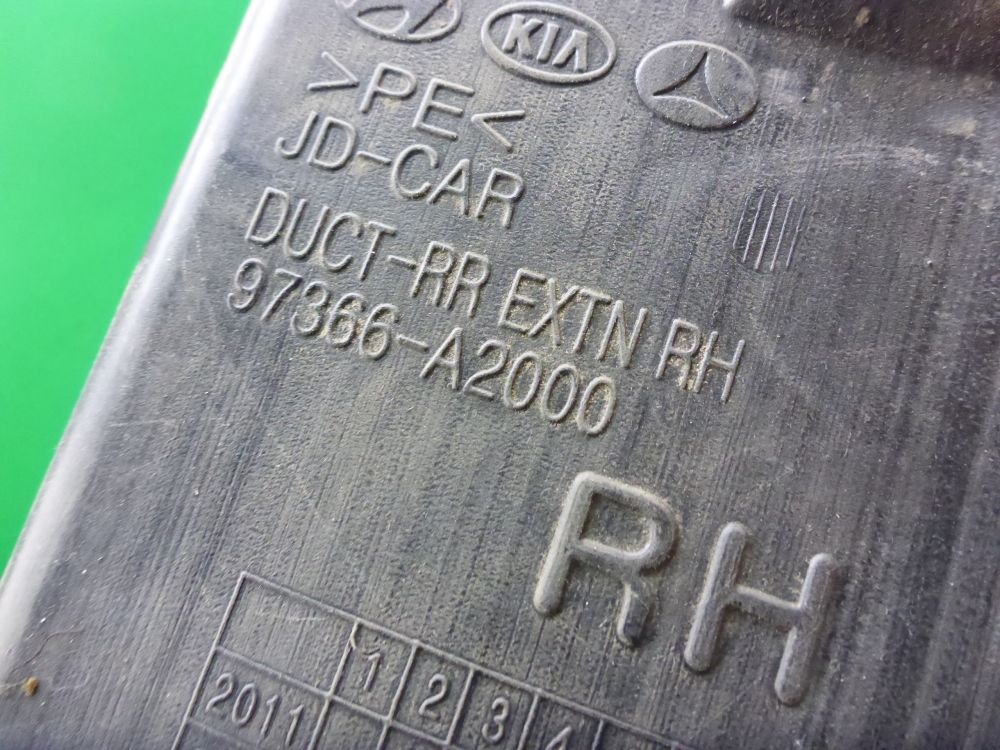 KIA
>PE<
JD-CAR
DUCT-RR EXTN RH
97366-A2000
RH
1 2 3 4
2011